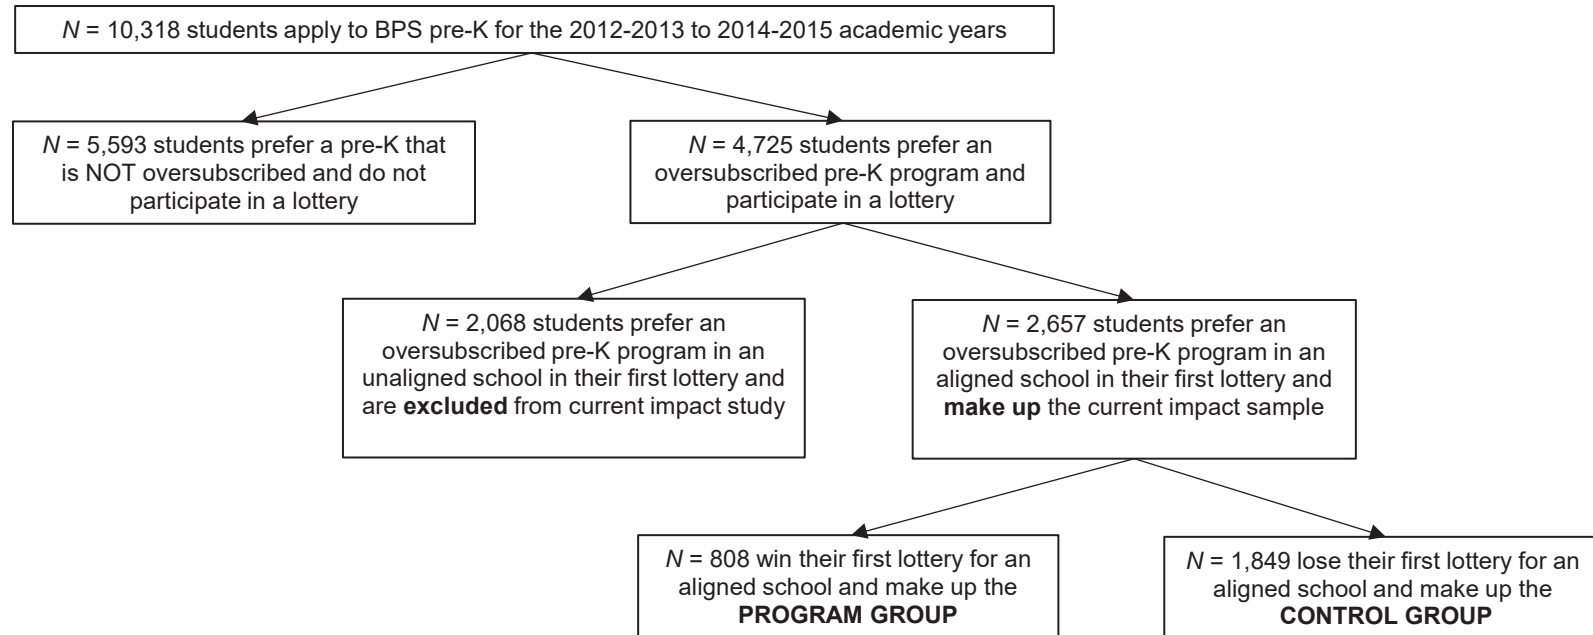 N = 10,318 students apply to BPS pre-K for the 2012-2013 to 2014-2015 academic years
N = 5,593 students prefer a pre-K that
is NOT oversubscribed and do not
participate in a lottery
N = 4,725 students prefer an
oversubscribed pre-K program and
participate in a lottery
N = 2,068 students prefer an
oversubscribed pre-K program in an
unaligned school in their first lottery and
are excluded from current impact study
N = 2,657 students prefer an
oversubscribed pre-K program in an
aligned school in their first lottery and
make up the current impact sample
N = 808 win their first lottery for an
aligned school and make up the
PROGRAM GROUP
N = 1,849 lose their first lottery for an
aligned school and make up the
CONTROL GROUP